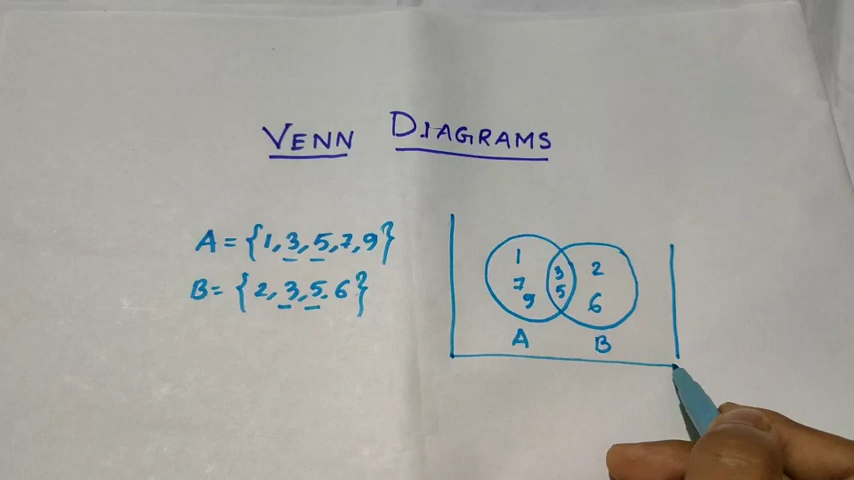 VENN DIAGRAMS
A = {1, 3, 5, 7, 9}
B = {2, 3, 5, 6}
1 3 2
7 5
9 6
A B